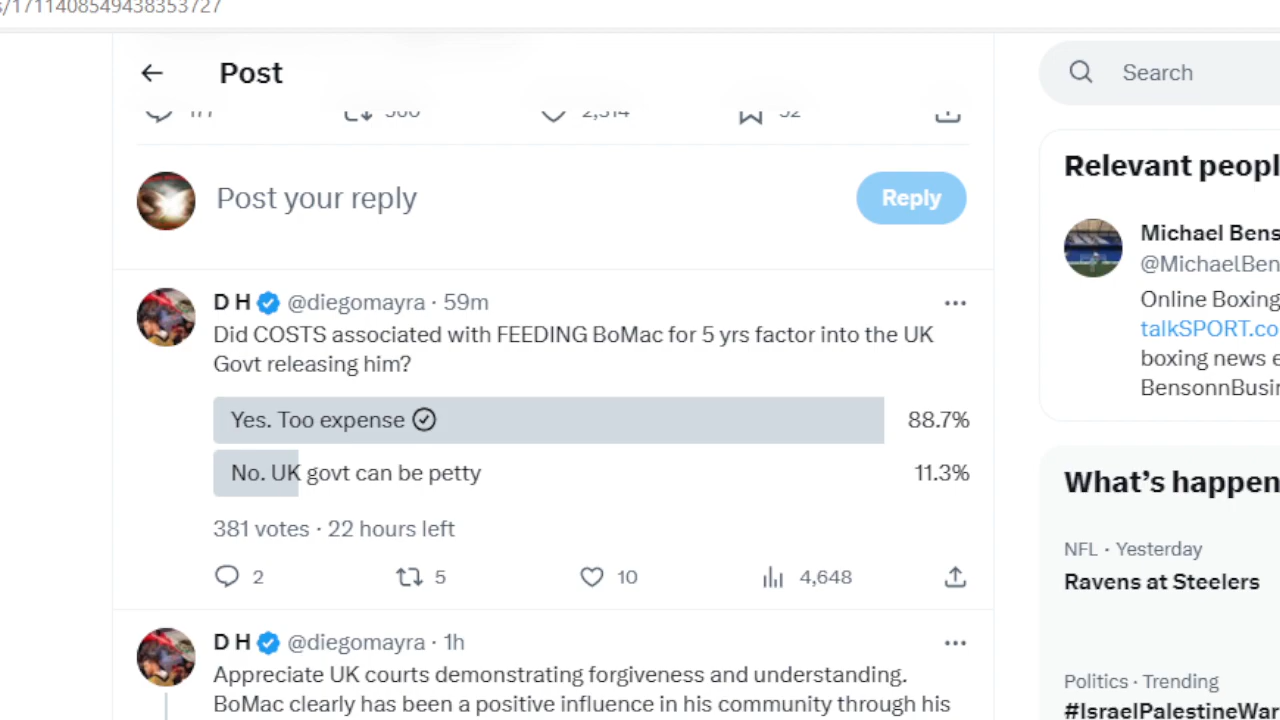 s/1711408549438353727
Post
Search
Post your reply
Reply
Relevant peopl
Michael Bens
@MichaelBen
Online Boxing
talkSPORT.co
boxing news e
BensonnBusin
D H @diegomayra · 59m
Did COSTS associated with FEEDING BoMac for 5 yrs factor into the UK
Govt releasing him?
Yes. Too expense 88.7%
No. UK govt can be petty 11.3%
381 votes · 22 hours left
2 5 10 4,648
What’s happen
NFL · Yesterday
Ravens at Steelers
D H @diegomayra · 1h
Appreciate UK courts demonstrating forgiveness and understanding.
BoMac clearly has been a positive influence in his community through his
Politics · Trending
#IsraelPalestineWar